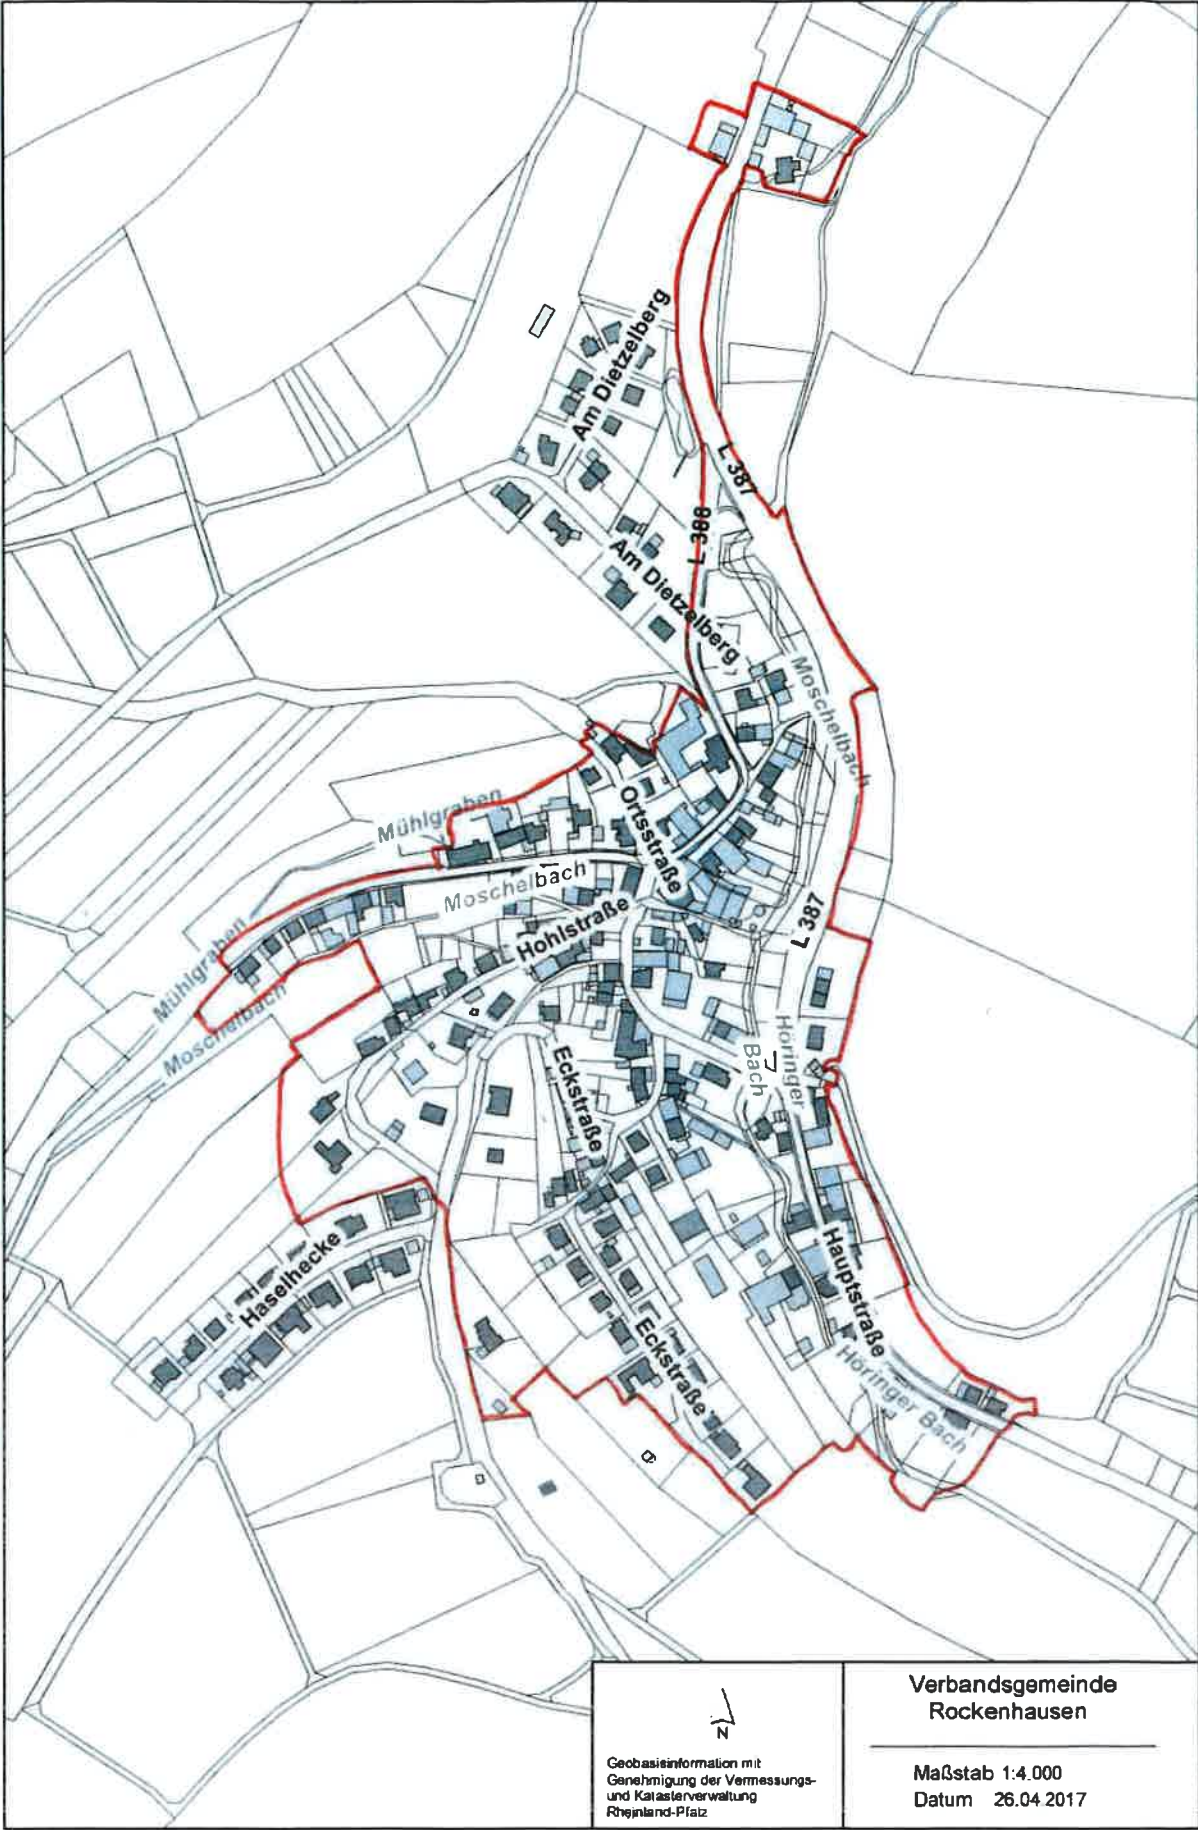 Am Dietzelberg
L 387
L 388
Am Dietzelberg
Moschelbach
Ortsstraße
Mühlgraben
Moschelbach
Hohlstraße
L 387
Mühlgraben
Moschelbach
Höringer
Bach
Eckstraße
Haselhecke
Hauptstraße
Eckstraße
Höringer Bach
N
Geobasisinformation mit
Genehmigung der Vermessungs-
und Katasterverwaltung
Rheinland-Pfalz
Verbandsgemeinde
Rockenhausen
Maßstab 1:4.000
Datum 26.04.2017